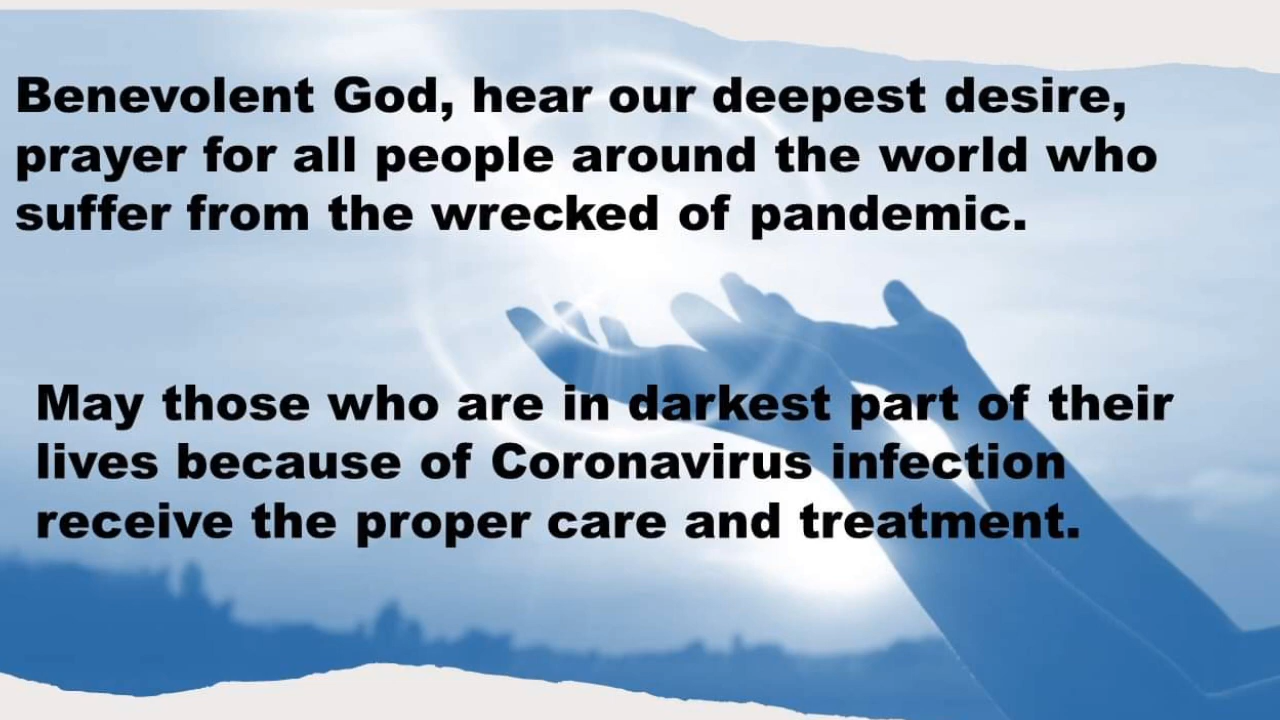 Benevolent God, hear our deepest desire,
prayer for all people around the world who
suffer from the wrecked of pandemic.
May those who are in darkest part of their
lives because of Coronavirus infection
receive the proper care and treatment.